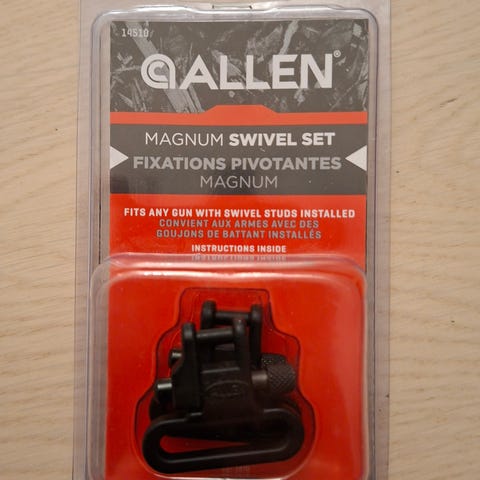 14510
ALLEN®
MAGNUM SWIVEL SET
FIXATIONS PIVOTANTES
MAGNUM
FITS ANY GUN WITH SWIVEL STUDS INSTALLED
CONVIENT AUX ARMES AVEC DES
GOUJONS DE BATTANT INSTALLÉS
INSTRUCTIONS INSIDE